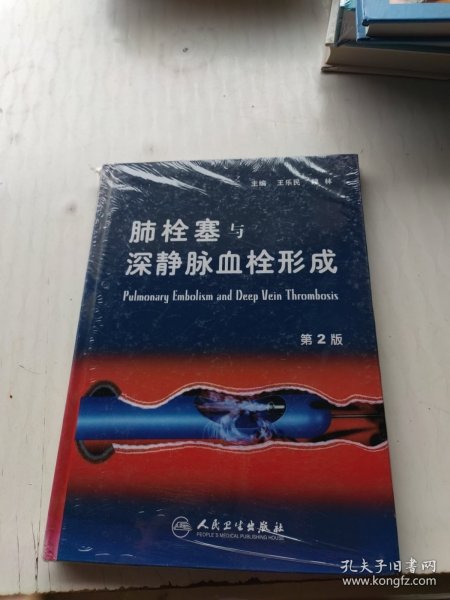 主编 王乐民 魏林
肺栓塞与
深静脉血栓形成
Pulmonary Embolism and Deep Vein Thrombosis
第2版
人民卫生出版社
PEOPLE'S MEDICAL PUBLISHING HOUSE
孔夫子旧书网
www.kongfz.com